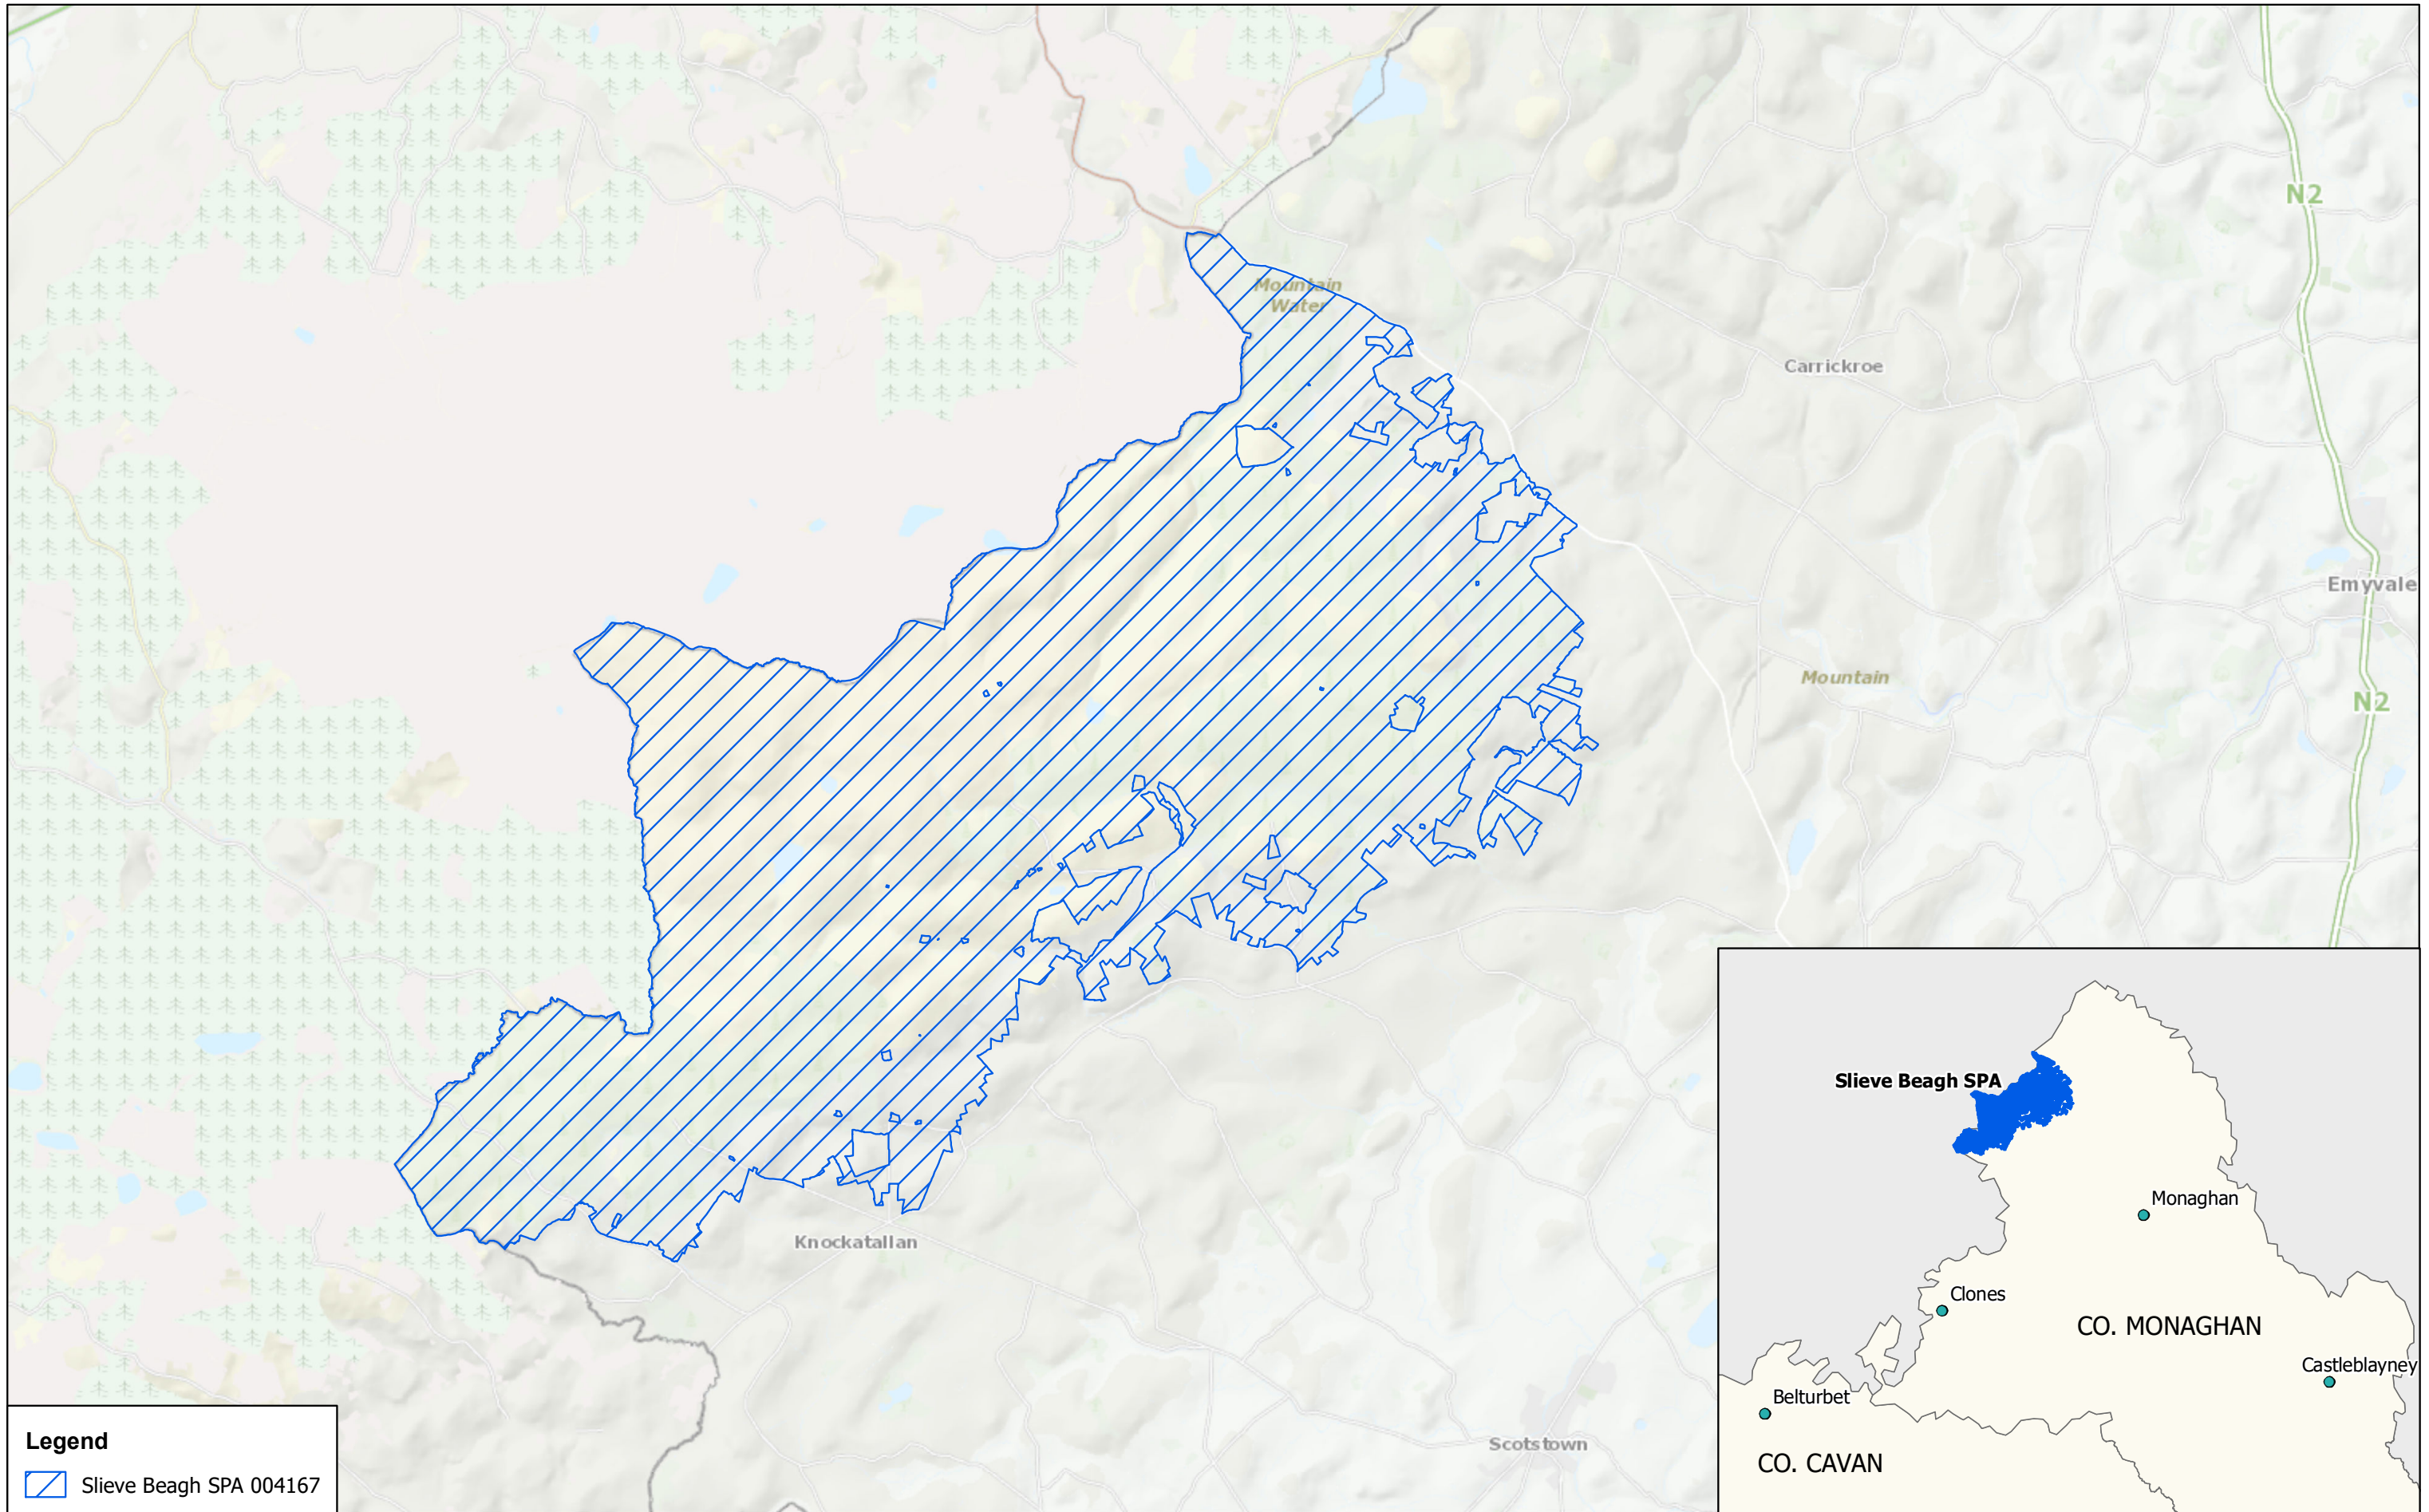 N2
Mountain
Water
Carrickroe
Emyvale
Mountain
N2
Knockatallan
Scotstown
Legend
Slieve Beagh SPA 004167
Slieve Beagh SPA
Monaghan
Clones
CO. MONAGHAN
Castleblayney
Belturbet
CO. CAVAN